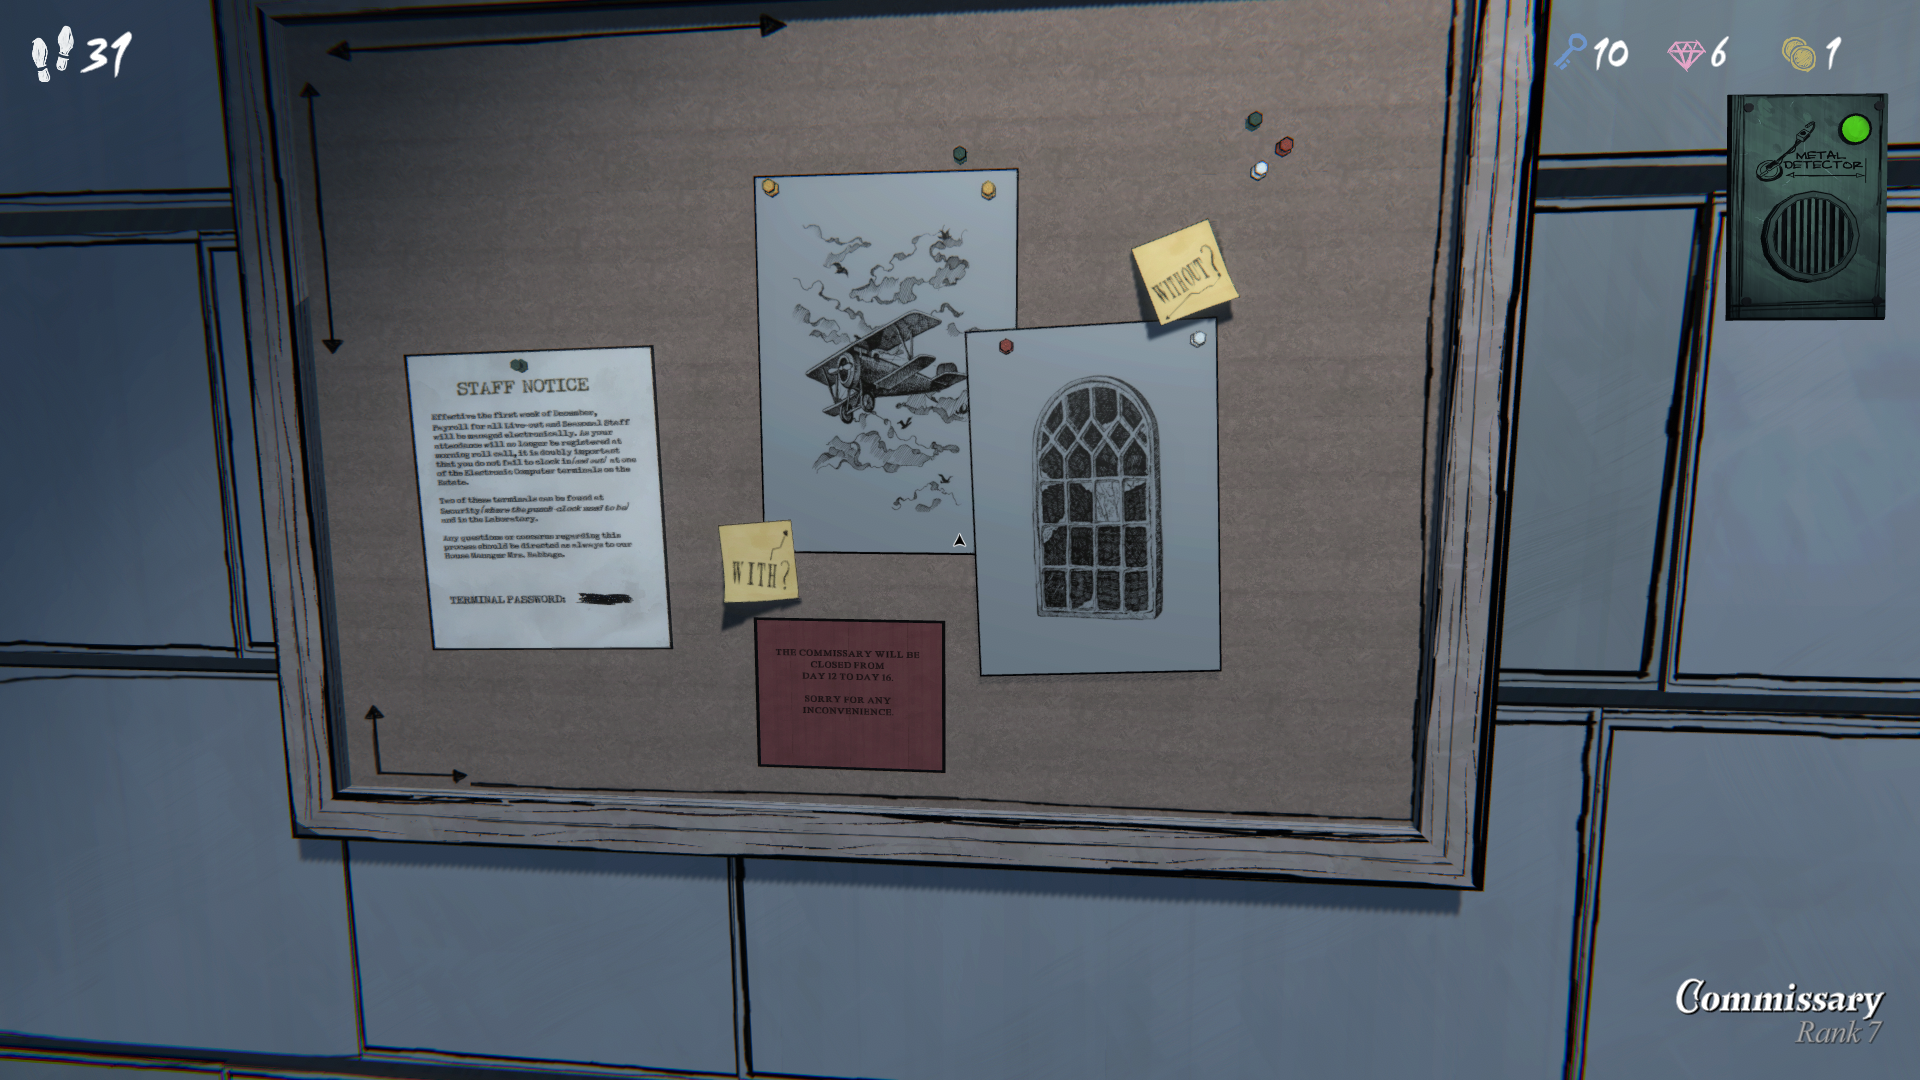 31
10
6
1
METAL
DETECTOR
WITHOUT?
STAFF NOTICE
Effective the first week of December,
Payroll for all Live-out and Seasonal Staff
will be managed electronically. As your
attendance will no longer be registered at
morning roll call, it is doubly important
that you do not fail to clock in/and out/ at one
of the Electronic Computer terminals on the
Estate.
Two of these terminals can be found at
Security/where the punch-clock used to be/
and in the Laboratory.
Any questions or concerns regarding this
process should be directed as always to our
House Manager Mrs. Babbage.
TERMINAL PASSWORD:
WITH?
THE COMMISSARY WILL BE
CLOSED FROM
DAY 12 TO DAY 16.
SORRY FOR ANY
INCONVENIENCE
Commissary
Rank 7